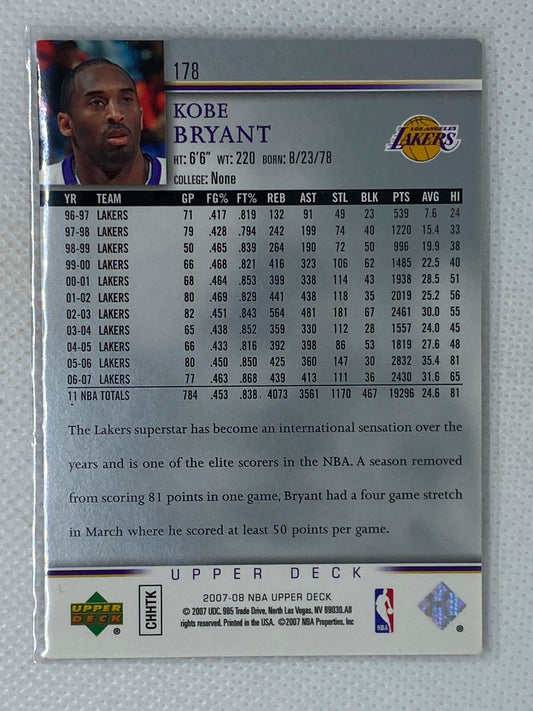 178
KOBE
BRYANT
HT: 6'6" WT: 220 BORN: 8/23/78
COLLEGE: None
LOS ANGELES
LAKERS
YR TEAM GP FG% FT% REB AST STL BLK PTS AVG HI
96-97 LAKERS 71 .417 .819 132 91 49 23 539 7.6 24
97-98 LAKERS 79 .428 .794 242 199 74 40 1220 15.4 33
98-99 LAKERS 50 .465 .839 264 190 72 50 996 19.9 38
99-00 LAKERS 66 .468 .821 416 323 106 62 1485 22.5 40
00-01 LAKERS 68 .464 .853 399 338 114 43 1938 28.5 51
01-02 LAKERS 80 .469 .829 441 438 118 35 2019 25.2 56
02-03 LAKERS 82 .451 .843 564 481 181 67 2461 30.0 55
03-04 LAKERS 65 .438 .852 359 330 112 28 1557 24.0 45
04-05 LAKERS 66 .433 .816 392 398 86 53 1819 27.6 48
05-06 LAKERS 80 .450 .850 425 360 147 30 2832 35.4 81
06-07 LAKERS 77 .463 .868 439 413 111 36 2430 31.6 65
11 NBA TOTALS 784 .453 .838 4073 3561 1170 467 19296 24.6 81
The Lakers superstar has become an international sensation over the
years and is one of the elite scorers in the NBA. A season removed
from scoring 81 points in one game, Bryant had a four game stretch
in March where he scored at least 50 points per game.
UPPER DECK
UPPER
DECK
®
CHHTK
2007-08 NBA UPPER DECK
© 2007 UDC. 985 Trade Drive, North Las Vegas, NV 89030. All
rights reserved. Printed in the USA. ©2007 NBA Properties, Inc
NBA